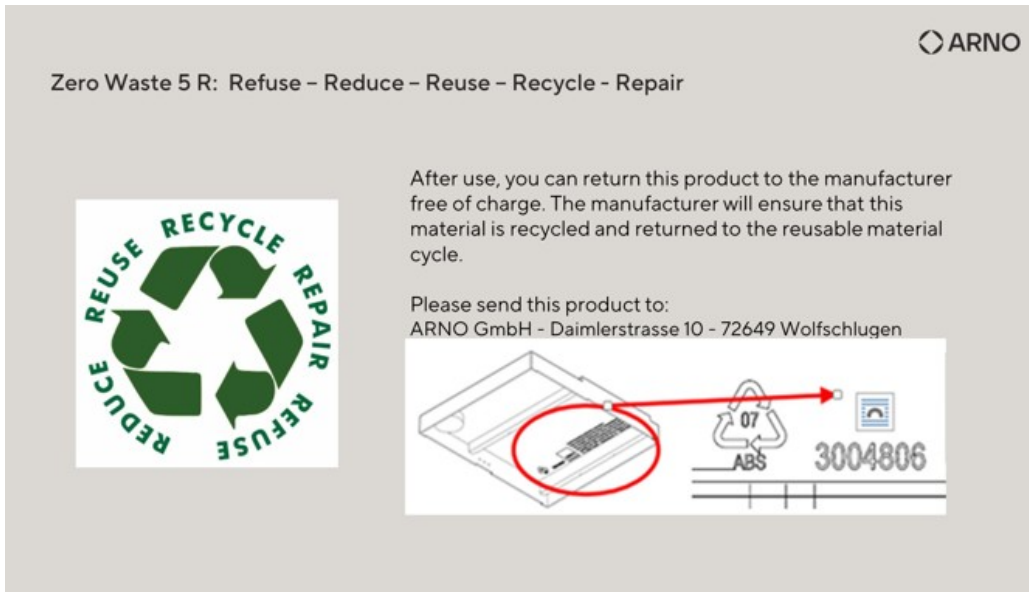 ARNO
Zero Waste 5 R: Refuse – Reduce – Reuse – Recycle - Repair
REDUCE REUSE RECYCLE REPAIR REFUSE
After use, you can return this product to the manufacturer
free of charge. The manufacturer will ensure that this
material is recycled and returned to the reusable material
cycle.
Please send this product to:
ARNO GmbH - Daimlerstrasse 10 - 72649 Wolfschlugen
07
ABS
3004806